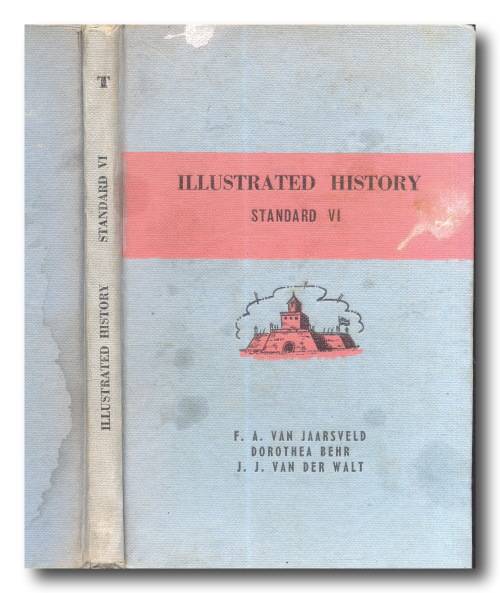 T
STANDARD VI
ILLUSTRATED HISTORY
ILLUSTRATED HISTORY
STANDARD VI
F. A. VAN JAARSVELD
DOROTHEA BEHR
J. J. VAN DER WALT